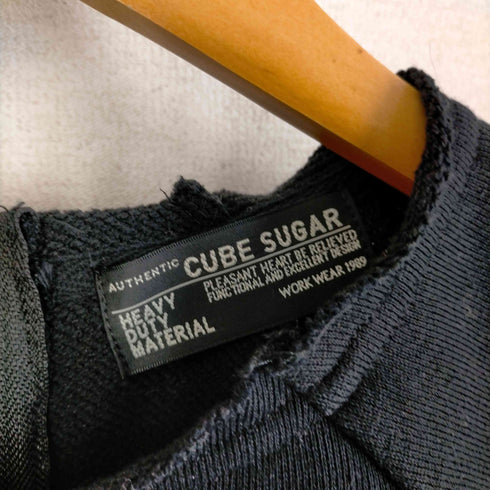 AUTHENTIC CUBE SUGAR
HEAVY
DUTY
MATERIAL
PLEASANT HEART BE RELIEVED
FUNCTIONAL AND EXCELLENT DESIGN
WORK WEAR 1989